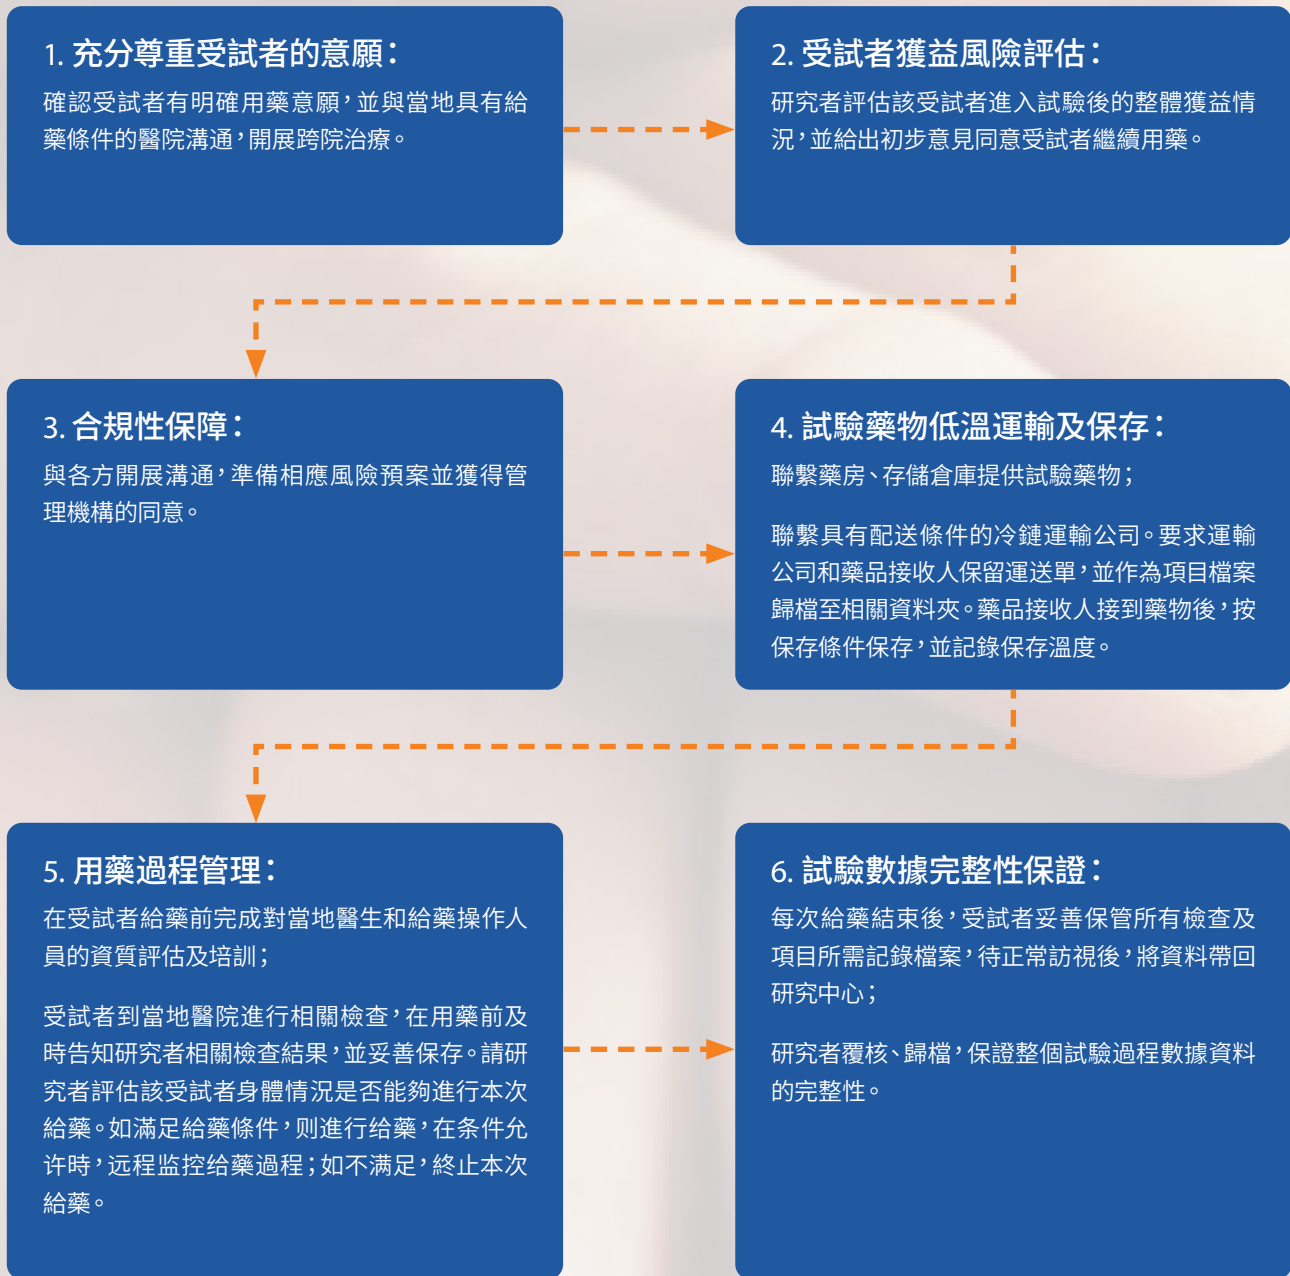 1. 充分尊重受試者的意願：
確認受試者有明確用藥意願，並與當地具有給
藥條件的醫院溝通，開展跨院治療。
2. 受試者獲益風險評估：
研究者評估該受試者進入試驗後的整體獲益情
況，並給出初步意見同意受試者繼續用藥。
3. 合規性保障：
與各方開展溝通，準備相應風險預案並獲得管
理機構的同意。
4. 試驗藥物低溫運輸及保存：
聯繫藥房、存儲倉庫提供試驗藥物；
聯繫具有配送條件的冷鏈運輸公司。要求運輸
公司和藥品接收人保留運送單，並作為項目檔案
歸檔至相關資料夾。藥品接收人接到藥物後，按
保存條件保存，並記錄保存溫度。
5. 用藥過程管理：
在受試者給藥前完成對當地醫生和給藥操作人
員的資質評估及培訓；
受試者到當地醫院進行相關檢查，在用藥前及
時告知研究者相關檢查結果，並妥善保存。請研
究者評估該受試者身體情況是否能夠進行本次
給藥。如滿足給藥條件，则進行给藥，在条件允
许時，远程监控给藥過程；如不满足，終止本次
給藥。
6. 試驗數據完整性保證：
每次給藥結束後，受試者妥善保管所有檢查及
項目所需記錄檔案，待正常訪視後，將資料帶回
研究中心；
研究者覆核、歸檔，保證整個試驗過程數據資料
的完整性。